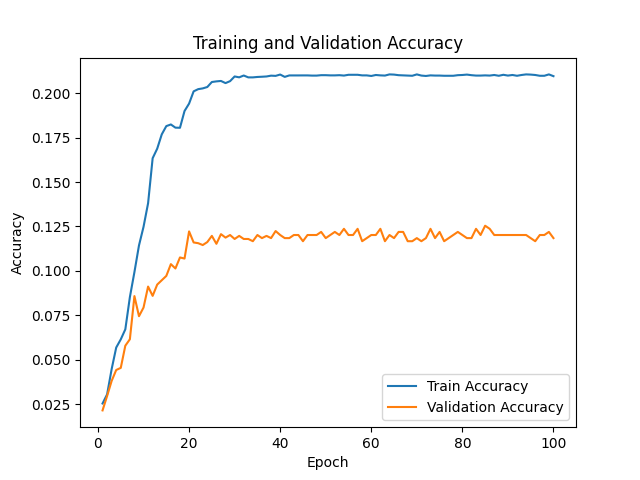 Training and Validation Accuracy
0.200
0.175
0.150
0.125
0.100
0.075
0.050
0.025
Accuracy
Train Accuracy
Validation Accuracy
0 20 40 60 80 100
Epoch